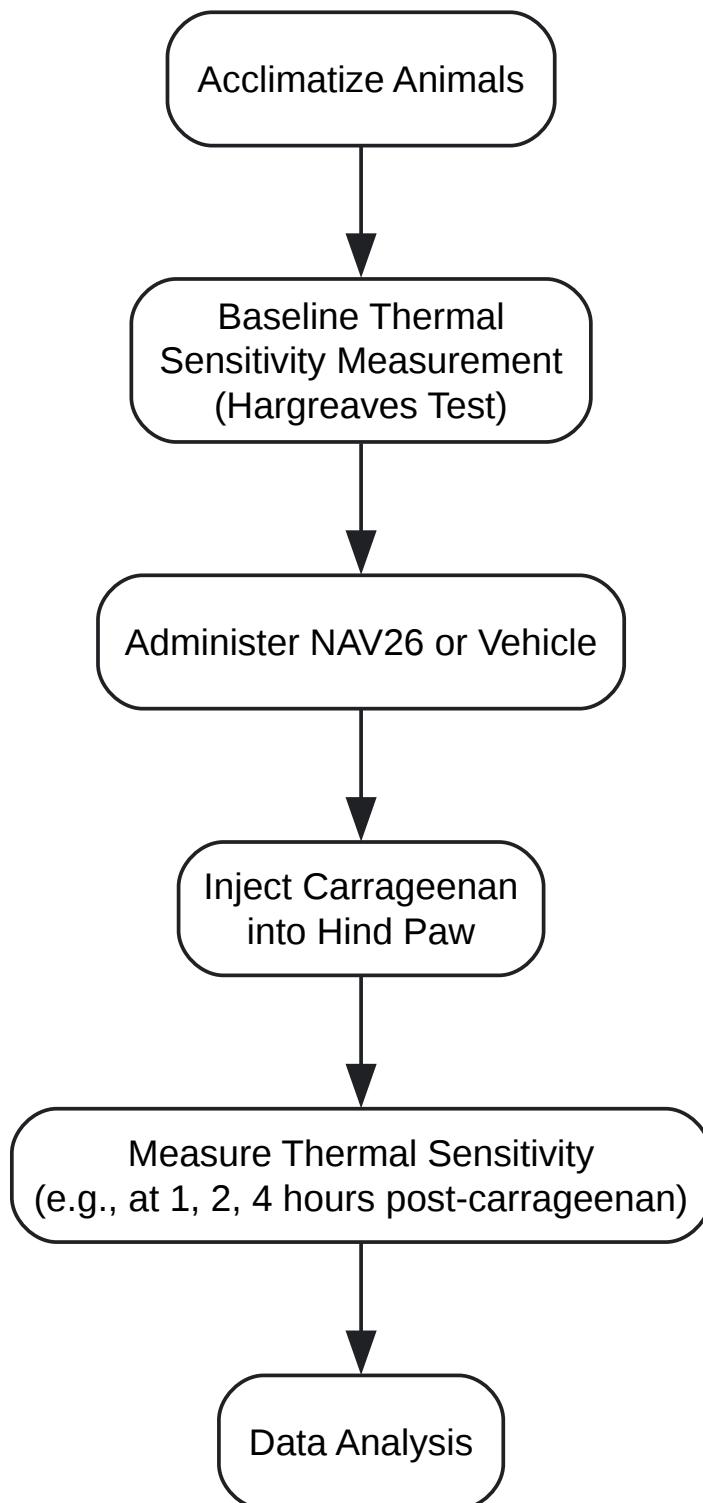 Acclimatize Animals
Baseline Thermal
Sensitivity Measurement
(Hargreaves Test)
Administer NAV26 or Vehicle
Inject Carrageenan
into Hind Paw
Measure Thermal Sensitivity
(e.g., at 1, 2, 4 hours post-carrageenan)
Data Analysis